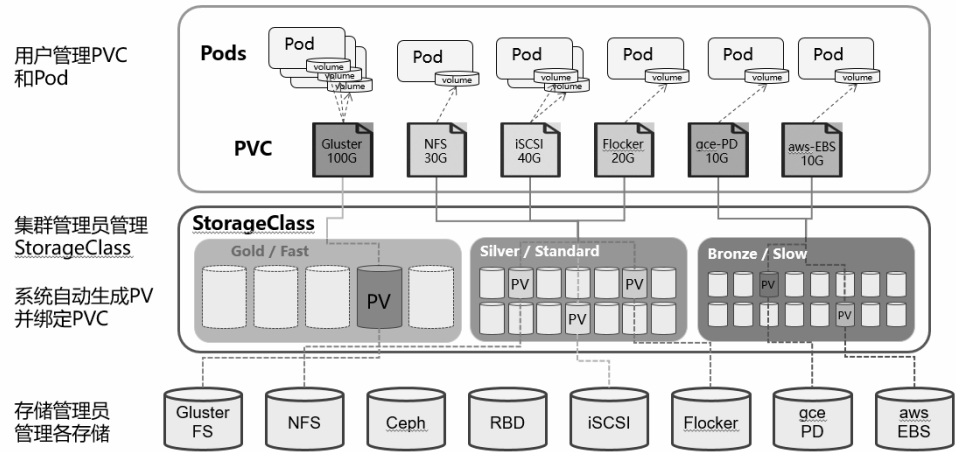 用户管理PVC
和Pod
Pods
Pod
volume
volume
volume
Pod
volume
Pod
volume
volume
Pod
volume
Pod
volume
Pod
volume
PVC
Gluster
100G
NFS
30G
iSCSI
40G
Flocker
20G
gce-PD
10G
aws-EBS
10G
集群管理员管理
StorageClass
系统自动生成PV
并绑定PVC
StorageClass
Gold / Fast
PV
Silver / Standard
PV
PV
PV
Bronze / Slow
PV
PV
存储管理员
管理各存储
Gluster
FS
NFS
Ceph
RBD
iSCSI
Flocker
gce
PD
aws
EBS